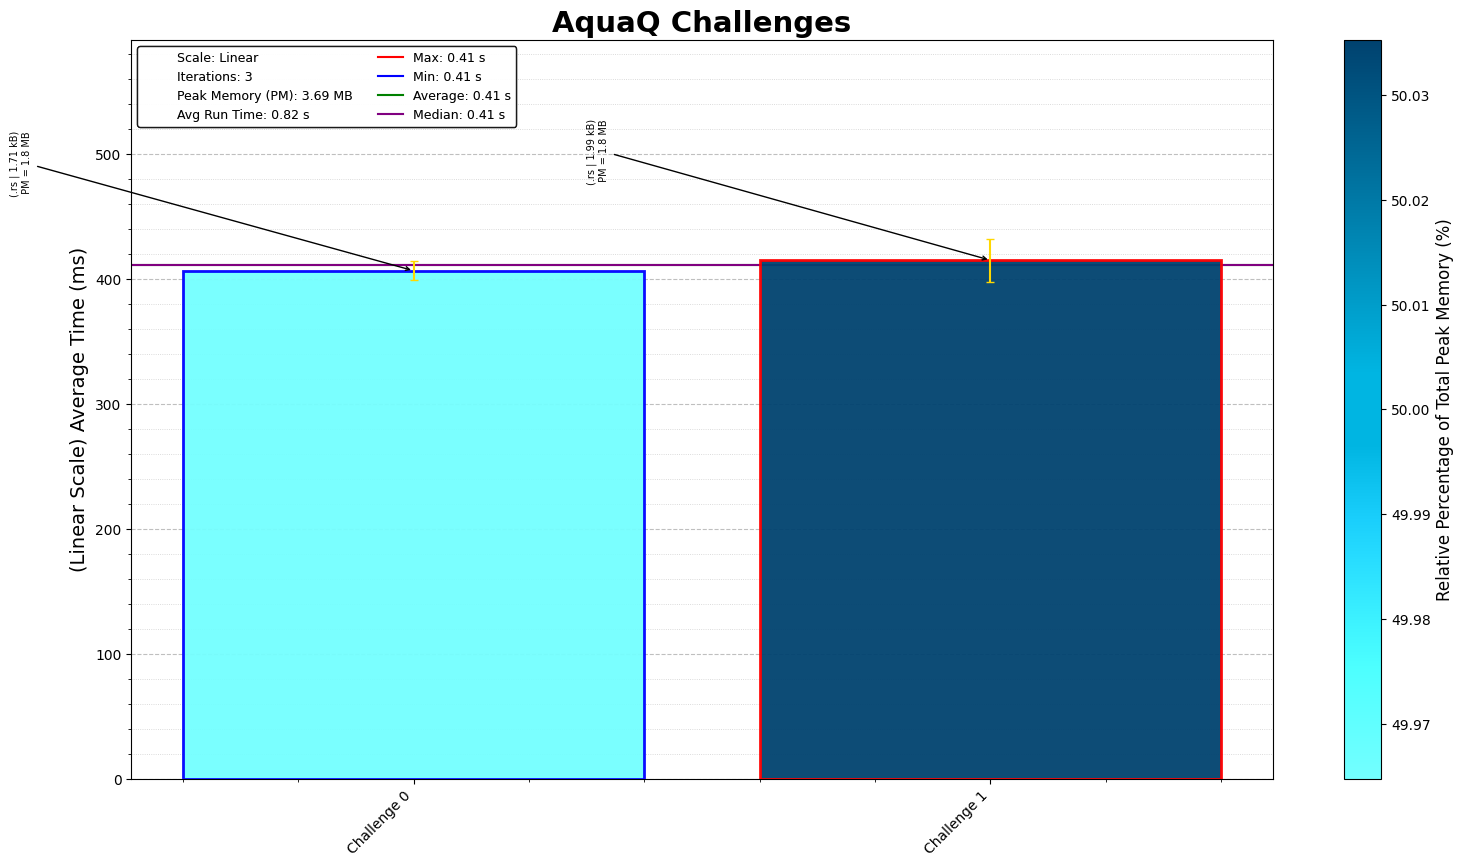 AquaQ Challenges
Scale: Linear
Iterations: 3
Peak Memory (PM): 3.69 MB
Avg Run Time: 0.82 s
Max: 0.41 s
Min: 0.41 s
Average: 0.41 s
Median: 0.41 s
(.rs | 1.71 kB)
PM = 1.8 MB
(.rs | 1.99 kB)
PM = 1.8 MB
(Linear Scale) Average Time (ms)
500
400
300
200
100
0
Challenge 0
Challenge 1
50.03
50.02
50.01
50.00
49.99
49.98
49.97
Relative Percentage of Total Peak Memory (%)